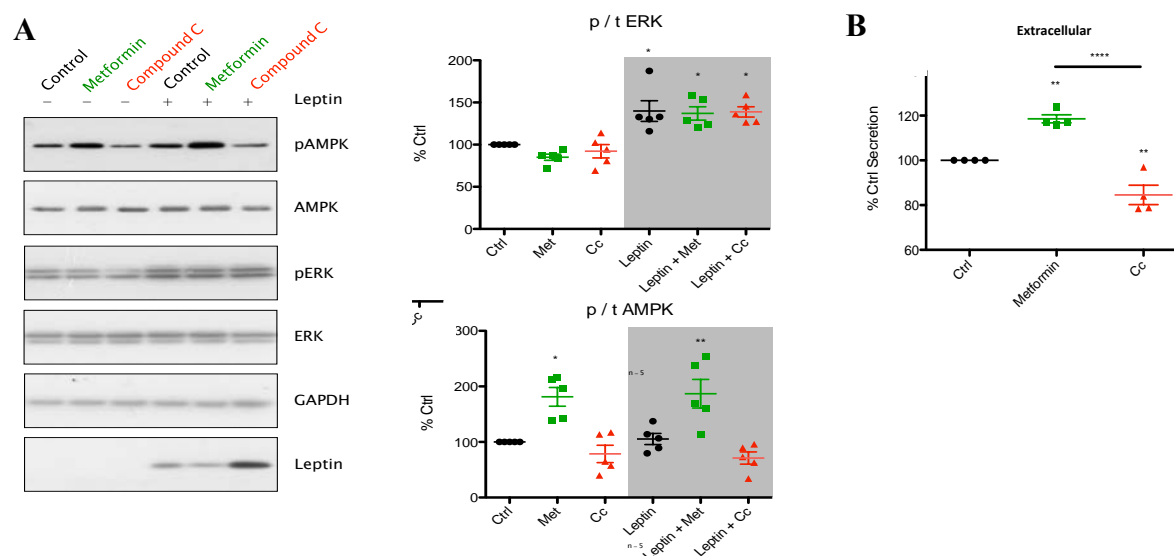 A
Control
Metformin
Compound C
Control
Metformin
Compound C
− − − + + + Leptin
pAMPK
AMPK
pERK
ERK
GAPDH
Leptin
p / t ERK
% Ctrl
200
150
100
50
0
*
*
*
Ctrl
Met
Cc
Leptin
Leptin + Met
Leptin + Cc
Cc
p / t AMPK
% Ctrl
300
200
100
0
*
**
n – 5
Ctrl
Met
Cc
Leptin
Leptin + Met
Leptin + Cc
n – 5
B
Extracellular
% Ctrl Secretion
120
100
80
60
**
****
**
Ctrl
Metformin
Cc